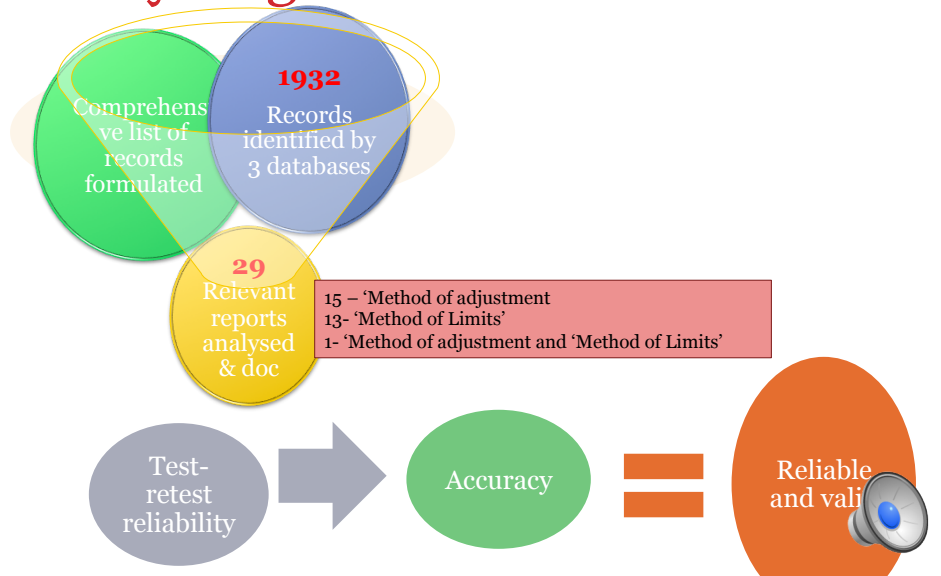 Comprehensi
ve list of
records
formulated
1932
Records
identified by
3 databases
29
Relevant
reports
analysed
& doc
15 – ‘Method of adjustment
13- ‘Method of Limits’
1- ‘Method of adjustment and ‘Method of Limits’
Test-
retest
reliability
Accuracy
Reliable
and vali